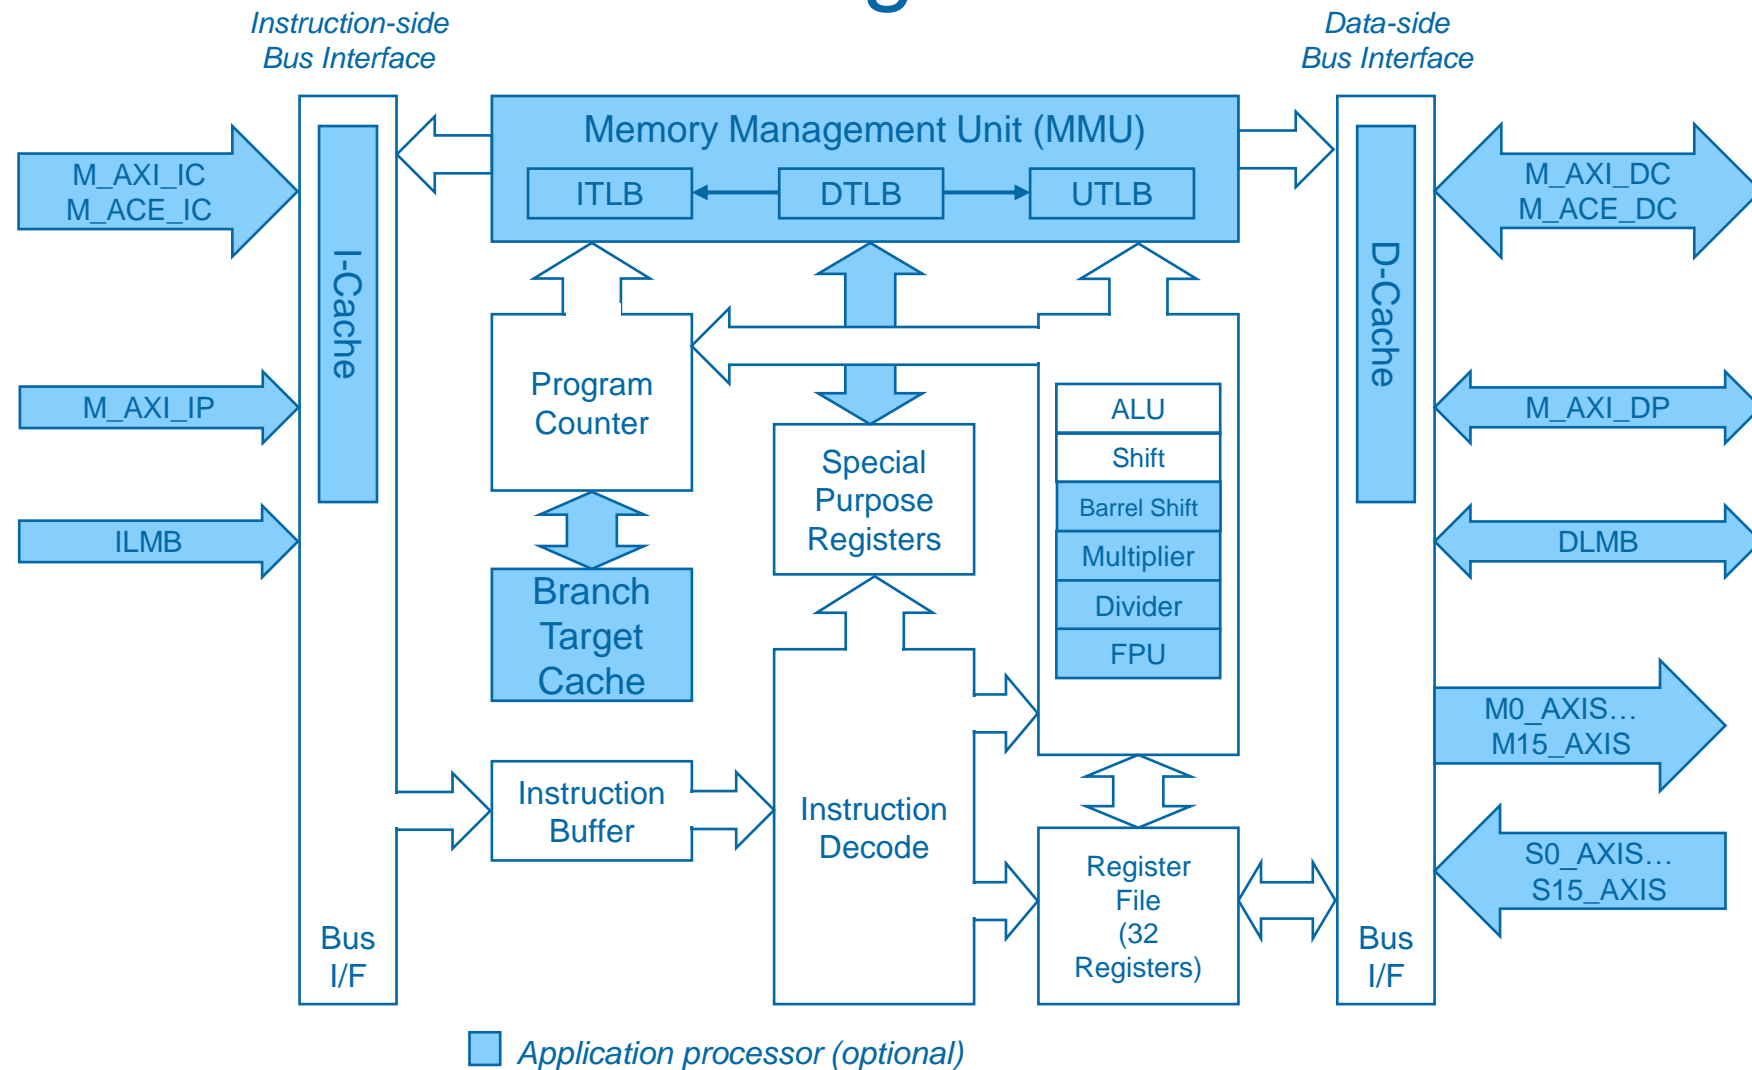 Instruction-side
Bus Interface
Data-side
Bus Interface
Memory Management Unit (MMU)
ITLB
DTLB
UTLB
M_AXI_IC
M_ACE_IC
M_AXI_IP
ILMB
I-Cache
Bus
I/F
Program
Counter
Branch
Target
Cache
Instruction
Buffer
Special
Purpose
Registers
Instruction
Decode
ALU
Shift
Barrel Shift
Multiplier
Divider
FPU
Register
File
(32
Registers)
D-Cache
Bus
I/F
M_AXI_DC
M_ACE_DC
M_AXI_DP
DLMB
M0_AXIS…
M15_AXIS
S0_AXIS…
S15_AXIS
Application processor (optional)